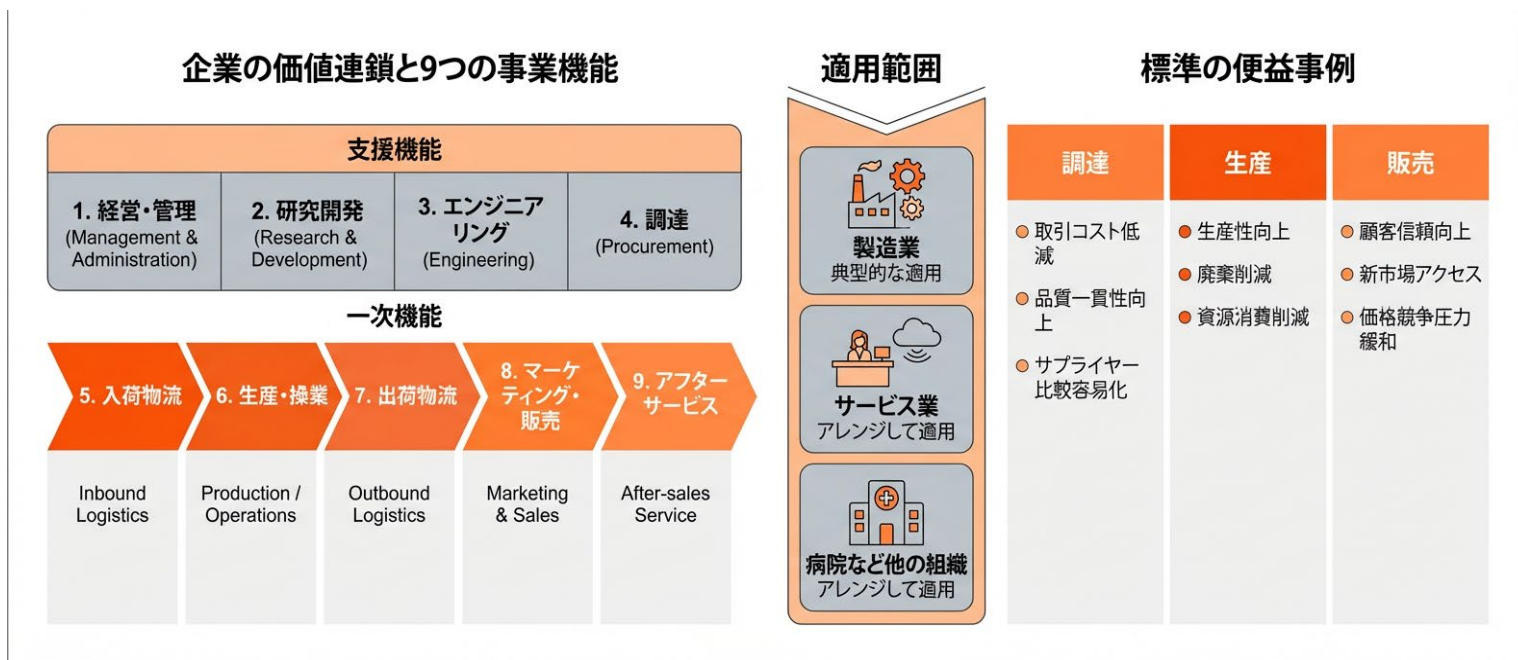 企業の価値連鎖と9つの事業機能
支援機能
1. 経営・管理
(Management &
Administration)
2. 研究開発
(Research &
Development)
3. エンジニア
リング
(Engineering)
4. 調達
(Procurement)
一次機能
5. 入荷物流
6. 生産・操業
7. 出荷物流
8. マーケ
ティング・
販売
9. アフター
サービス
Inbound
Logistics
Production /
Operations
Outbound
Logistics
Marketing
& Sales
After-sales
Service
適用範囲
製造業
典型的な適用
サービス業
アレンジして適用
病院など他の組織
アレンジして適用
標準の便益事例
調達
取引コスト低
減
品質一貫性向
上
サプライヤー
比較容易化
生産
生産性向上
廃棄削減
資源消費削減
販売
顧客信頼向上
新市場アクセス
価格競争圧力
緩和